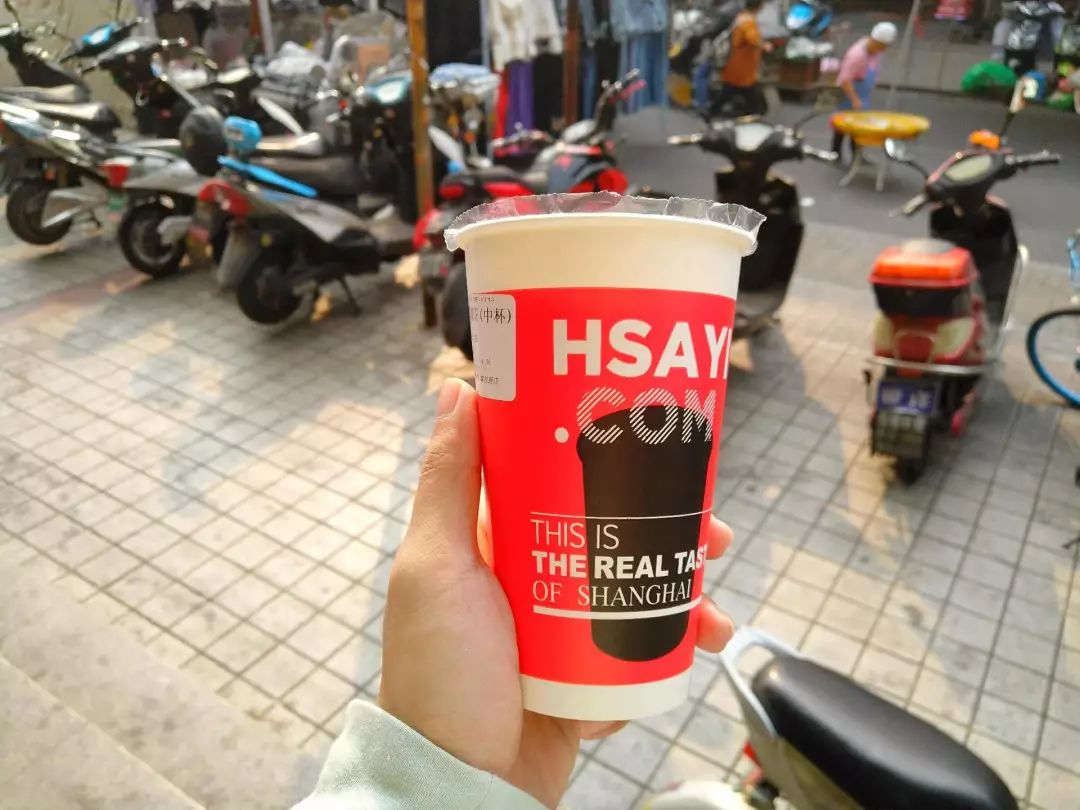 (中杯)
HSAY
.COM
THIS IS
THE REAL TAS
OF SHANGHAI